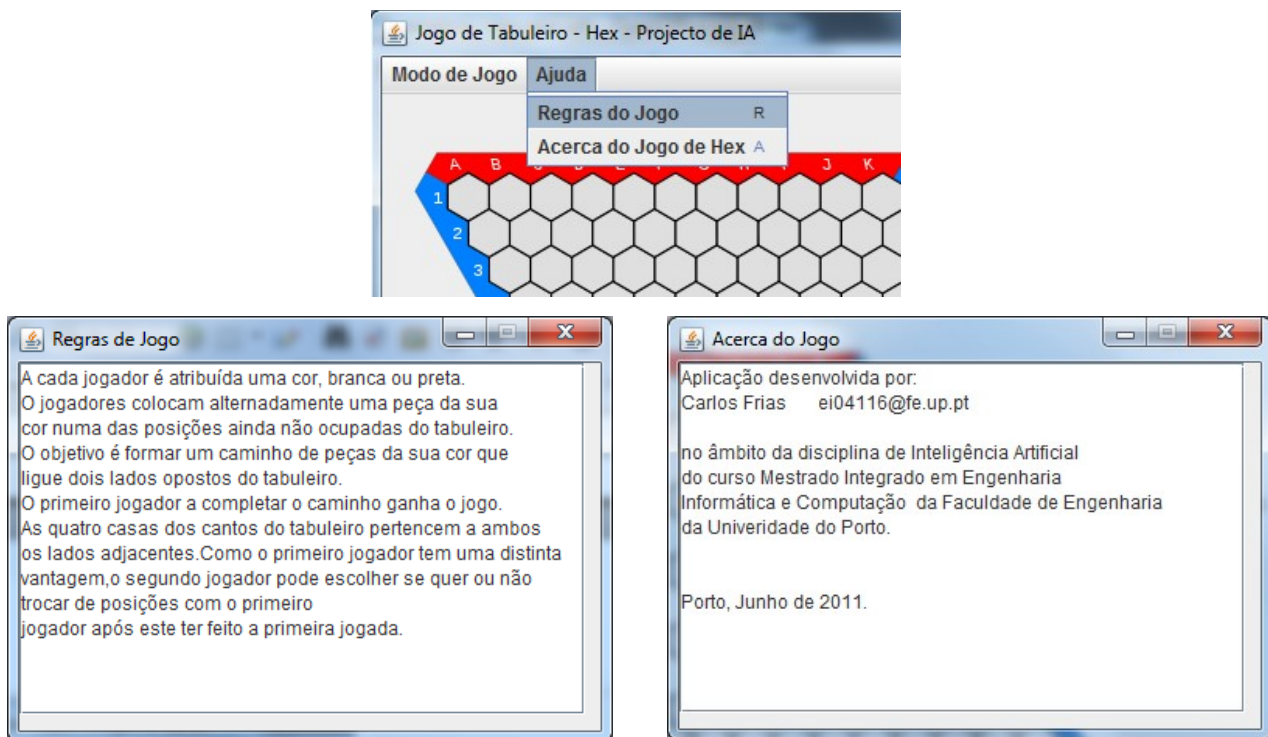 Jogo de Tabuleiro - Hex - Projecto de IA
Modo de Jogo Ajuda
Regras do Jogo R
Acerca do Jogo de Hex A
A B J K
1
2
3
Regras de Jogo
A cada jogador é atribuída uma cor, branca ou preta.
O jogadores colocam alternadamente uma peça da sua
cor numa das posições ainda não ocupadas do tabuleiro.
O objetivo é formar um caminho de peças da sua cor que
ligue dois lados opostos do tabuleiro.
O primeiro jogador a completar o caminho ganha o jogo.
As quatro casas dos cantos do tabuleiro pertencem a ambos
os lados adjacentes.Como o primeiro jogador tem uma distinta
vantagem,o segundo jogador pode escolher se quer ou não
trocar de posições com o primeiro
jogador após este ter feito a primeira jogada.
Acerca do Jogo
Aplicação desenvolvida por:
Carlos Frias ei04116@fe.up.pt
no âmbito da disciplina de Inteligência Artificial
do curso Mestrado Integrado em Engenharia
Informática e Computação da Faculdade de Engenharia
da Univeridade do Porto.
Porto, Junho de 2011.